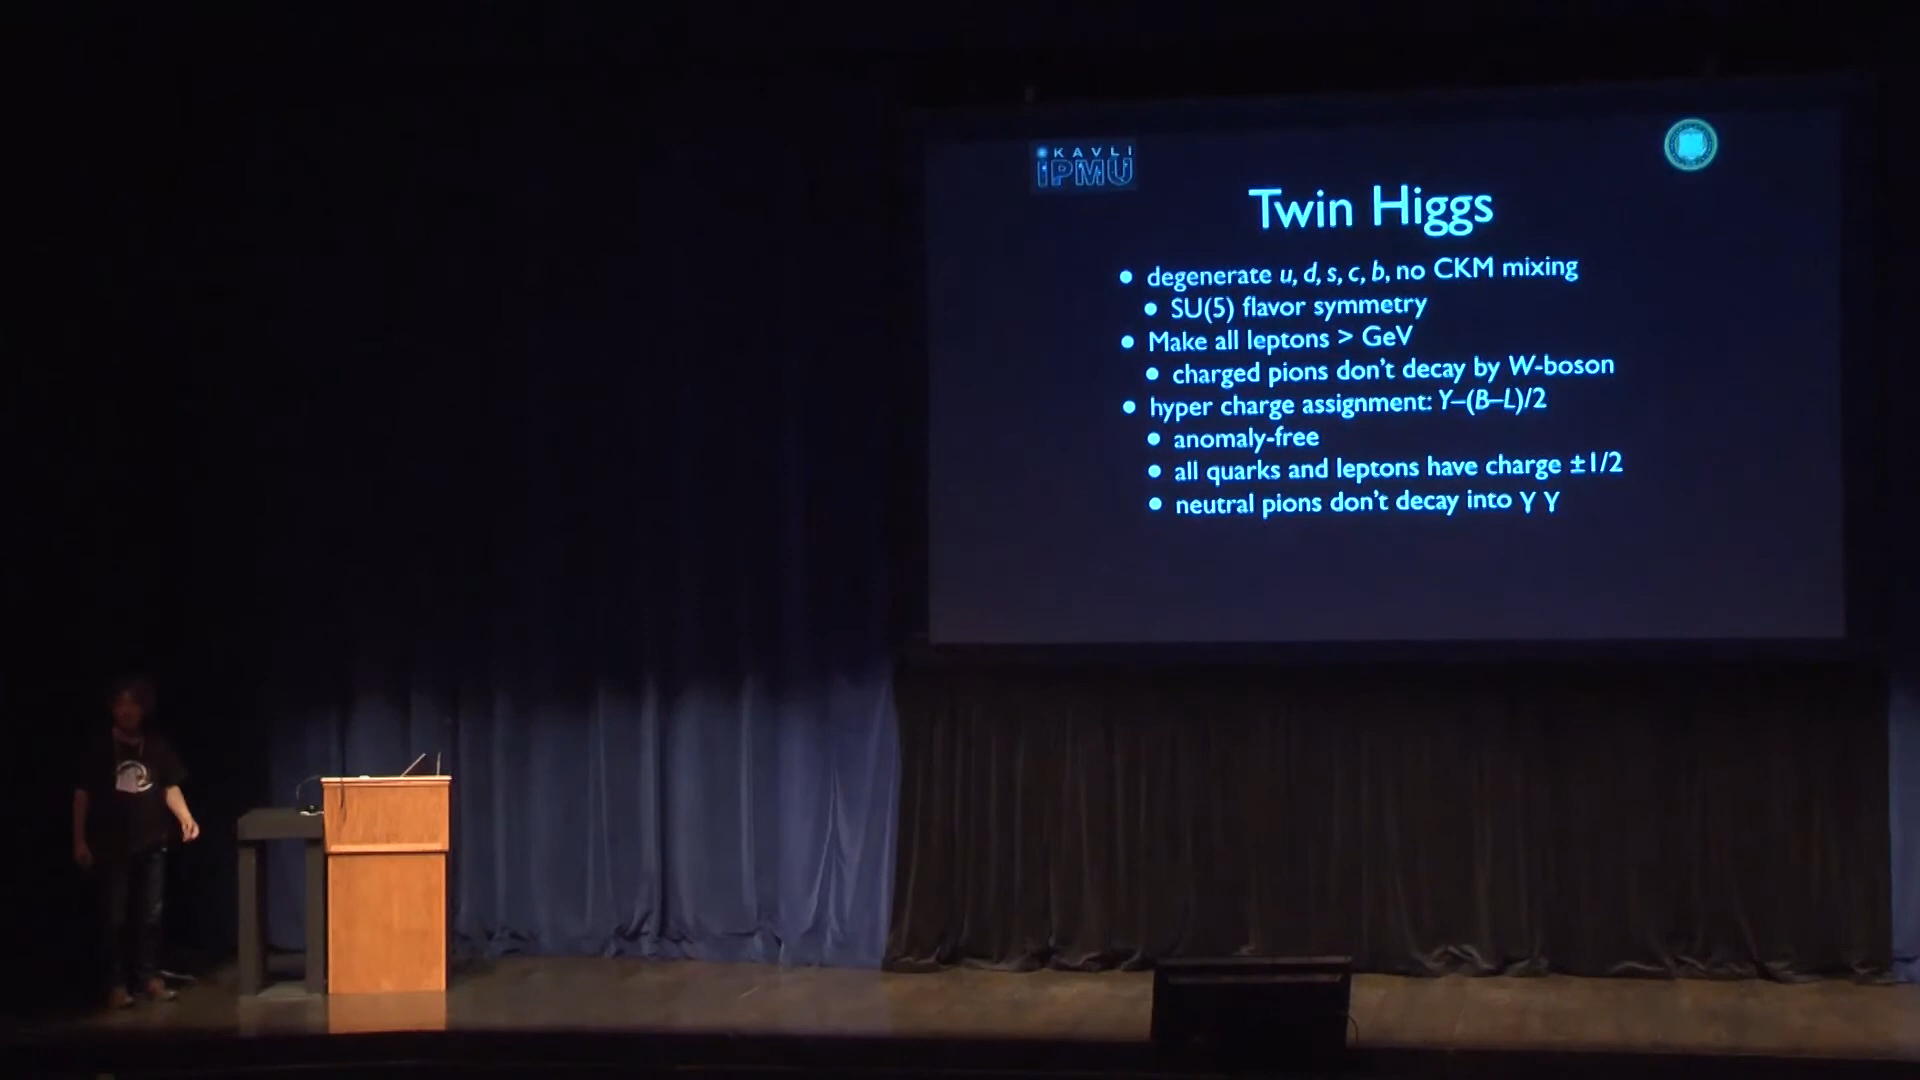 KAVLI
IPMU
Twin Higgs
• degenerate u, d, s, c, b, no CKM mixing
• SU(5) flavor symmetry
• Make all leptons > GeV
• charged pions don't decay by W-boson
• hyper charge assignment: Y–(B–L)/2
• anomaly-free
• all quarks and leptons have charge ±1/2
• neutral pions don't decay into γ γ